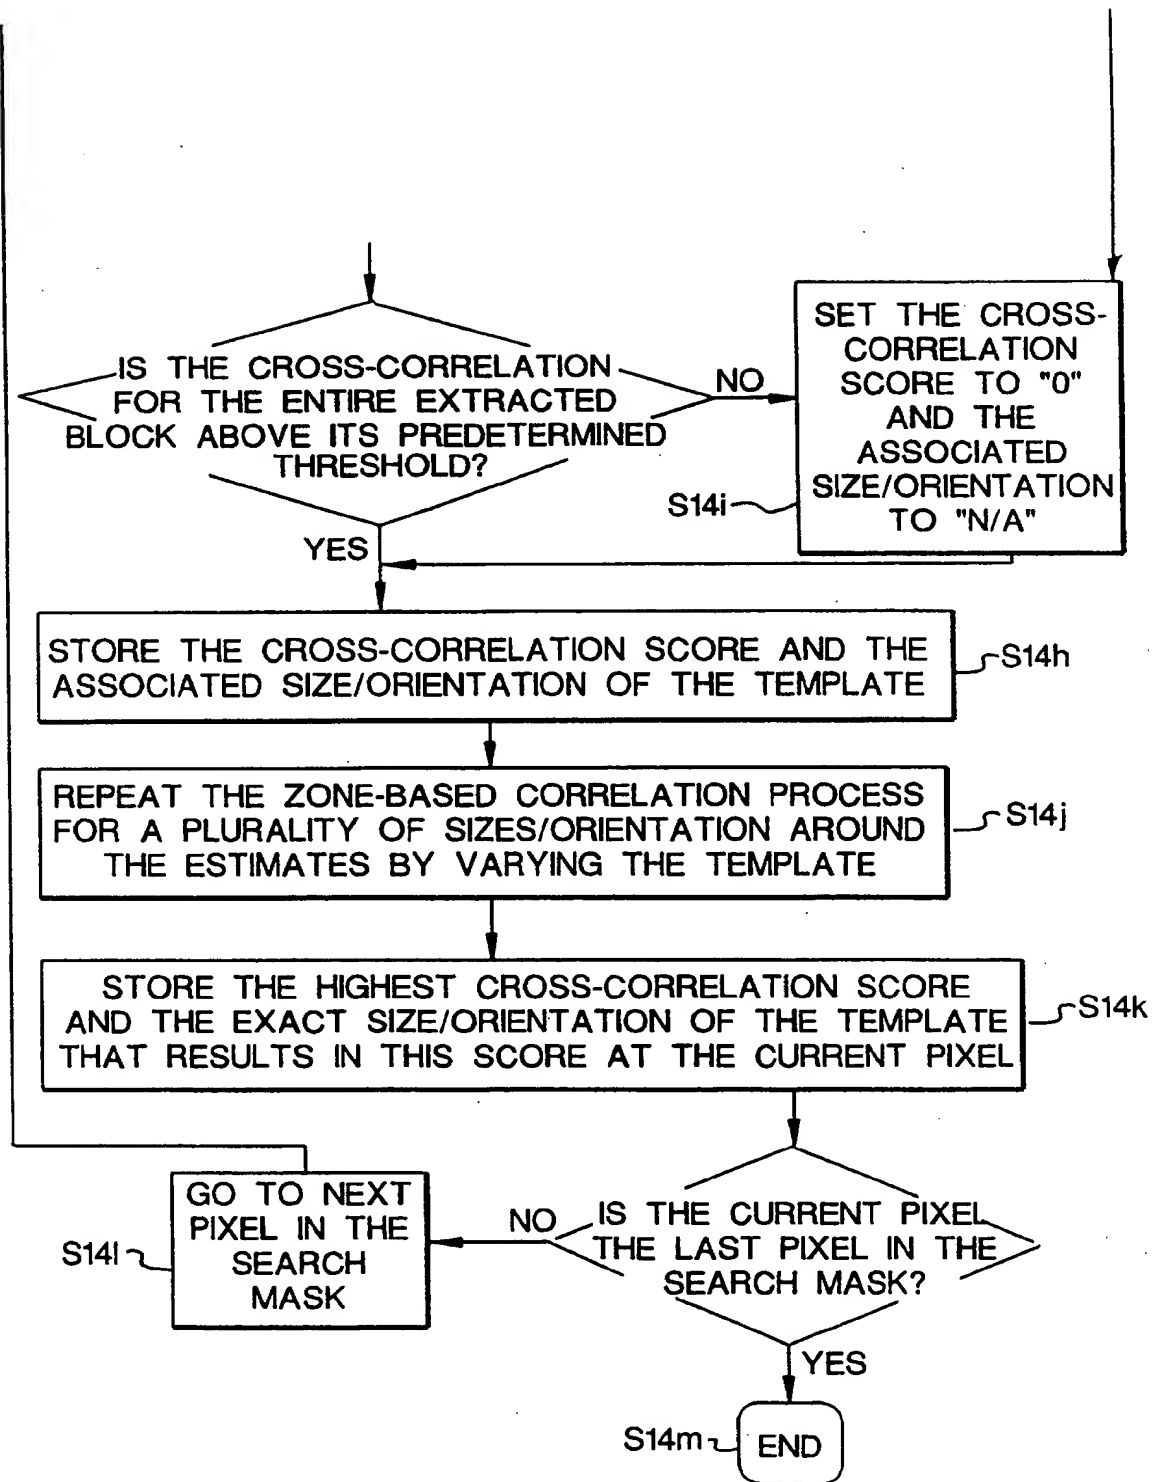 IS THE CROSS-CORRELATION
FOR THE ENTIRE EXTRACTED
BLOCK ABOVE ITS PREDETERMINED
THRESHOLD?
NO
YES
SET THE CROSS-
CORRELATION
SCORE TO "0"
AND THE
ASSOCIATED
SIZE/ORIENTATION
TO "N/A"
S14i
STORE THE CROSS-CORRELATION SCORE AND THE
ASSOCIATED SIZE/ORIENTATION OF THE TEMPLATE
S14h
REPEAT THE ZONE-BASED CORRELATION PROCESS
FOR A PLURALITY OF SIZES/ORIENTATION AROUND
THE ESTIMATES BY VARYING THE TEMPLATE
S14j
STORE THE HIGHEST CROSS-CORRELATION SCORE
AND THE EXACT SIZE/ORIENTATION OF THE TEMPLATE
THAT RESULTS IN THIS SCORE AT THE CURRENT PIXEL
S14k
IS THE CURRENT PIXEL
THE LAST PIXEL IN THE
SEARCH MASK?
NO
GO TO NEXT
PIXEL IN THE
SEARCH
MASK
S14l
YES
S14m
END